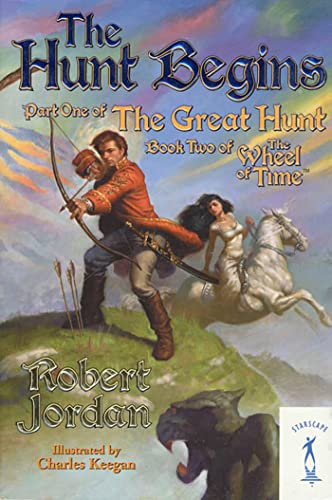 The
Hunt Begins
Part One of The Great Hunt
Book Two of The
Wheel
of Time™
Robert
Jordan
Illustrated by
Charles Keegan
STARSCAPE